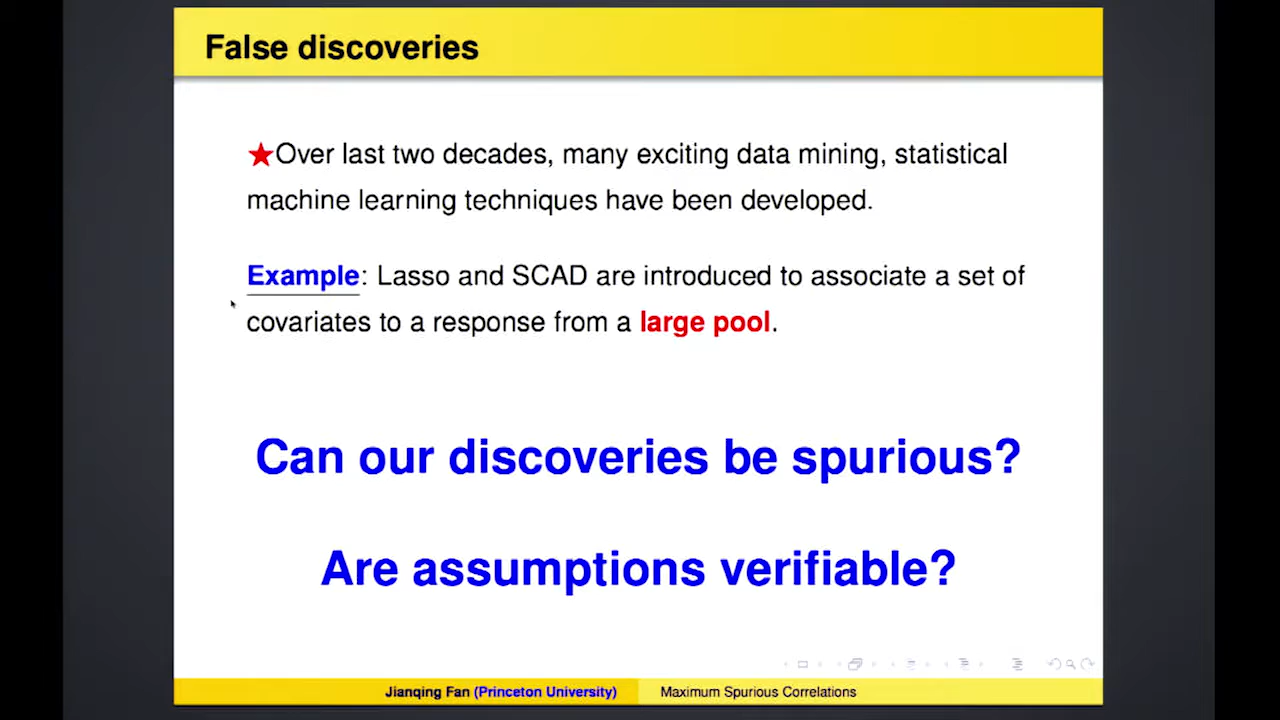 False discoveries
★Over last two decades, many exciting data mining, statistical
machine learning techniques have been developed.
Example: Lasso and SCAD are introduced to associate a set of
covariates to a response from a large pool.
Can our discoveries be spurious?
Are assumptions verifiable?
Jianqing Fan (Princeton University) Maximum Spurious Correlations